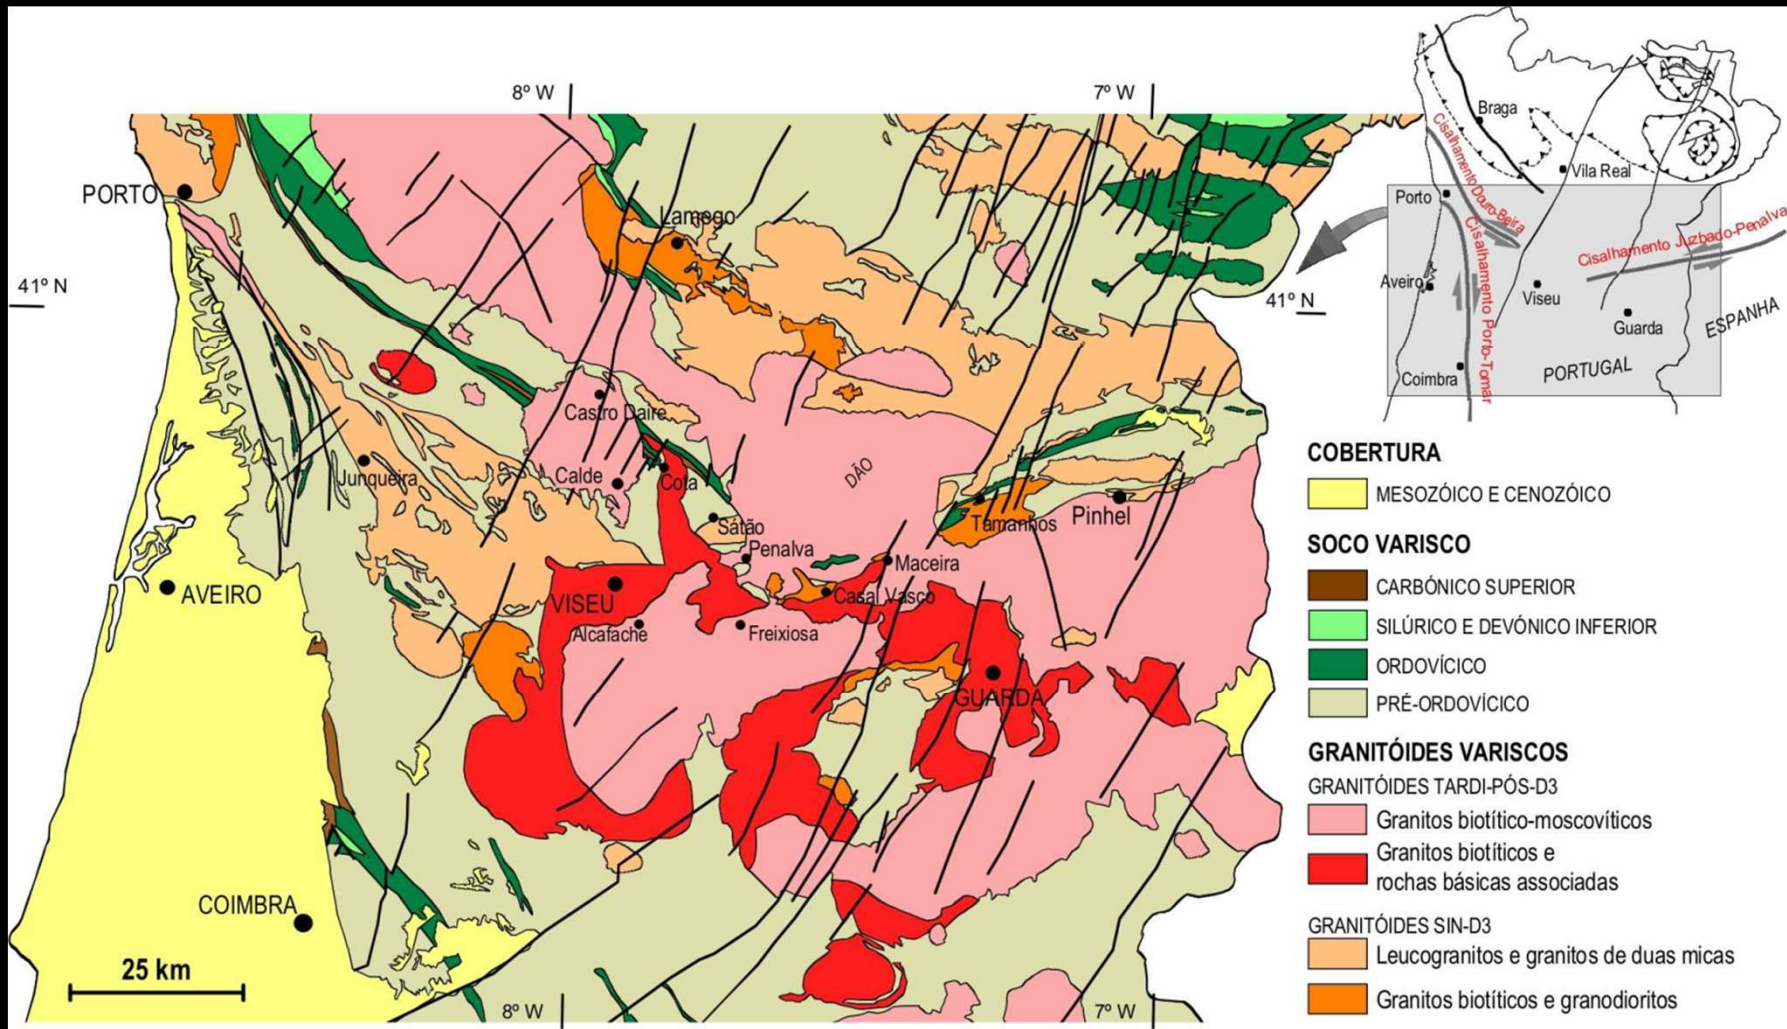 8º W
7º W
PORTO
Lamego
41º N
41º N
Castro Daire
DÃO
Junqueira
Calde
Cota
Sátão
Tamanhos
Pinhel
Penalva
Maceira
AVEIRO
VISEU
Casal Vasco
Alcafache
Freixiosa
GUARDA
COIMBRA
25 km
8º W
7º W
Braga
Vila Real
Porto
Cisalhamento Douro-Beira
Cisalhamento Juzbado-Penalva
Cisalhamento Porto-Tomar
Aveiro
Viseu
Guarda
ESPANHA
PORTUGAL
Coimbra
COBERTURA
MESOZÓICO E CENOZÓICO
SOCO VARISCO
CARBÓNICO SUPERIOR
SILÚRICO E DEVÓNICO INFERIOR
ORDOVÍCICO
PRÉ-ORDOVÍCICO
GRANITÓIDES VARISCOS
GRANITÓIDES TARDI-PÓS-D3
Granitos biotítico-moscovíticos
Granitos biotíticos e
rochas básicas associadas
GRANITÓIDES SIN-D3
Leucogranitos e granitos de duas micas
Granitos biotíticos e granodioritos